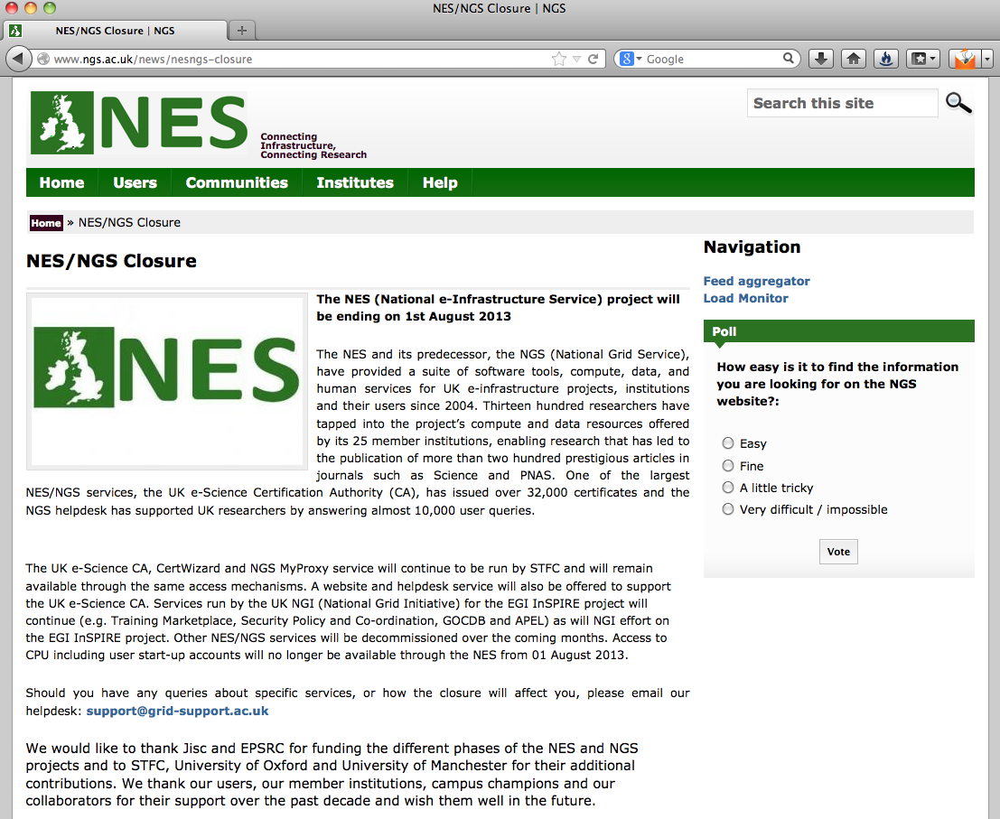 NES/NGS Closure | NGS
NES/NGS Closure | NGS
www.ngs.ac.uk/news/nesngs-closure
Google
NES
Connecting
Infrastructure,
Connecting Research
Search this site
Home
Users
Communities
Institutes
Help
Home » NES/NGS Closure
NES/NGS Closure
NES
The NES (National e-Infrastructure Service) project will
be ending on 1st August 2013
The NES and its predecessor, the NGS (National Grid Service),
have provided a suite of software tools, compute, data, and
human services for UK e-infrastructure projects, institutions
and their users since 2004. Thirteen hundred researchers have
tapped into the project's compute and data resources offered
by its 25 member institutions, enabling research that has led to
the publication of more than two hundred prestigious articles in
journals such as Science and PNAS. One of the largest
NES/NGS services, the UK e-Science Certification Authority (CA), has issued over 32,000 certificates and the
NGS helpdesk has supported UK researchers by answering almost 10,000 user queries.
The UK e-Science CA, CertWizard and NGS MyProxy service will continue to be run by STFC and will remain
available through the same access mechanisms. A website and helpdesk service will also be offered to support
the UK e-Science CA. Services run by the UK NGI (National Grid Initiative) for the EGI InSPIRE project will
continue (e.g. Training Marketplace, Security Policy and Co-ordination, GOCDB and APEL) as will NGI effort on
the EGI InSPIRE project. Other NES/NGS services will be decommissioned over the coming months. Access to
CPU including user start-up accounts will no longer be available through the NES from 01 August 2013.
Should you have any queries about specific services, or how the closure will affect you, please email our
helpdesk: support@grid-support.ac.uk
We would like to thank Jisc and EPSRC for funding the different phases of the NES and NGS
projects and to STFC, University of Oxford and University of Manchester for their additional
contributions. We thank our users, our member institutions, campus champions and our
collaborators for their support over the past decade and wish them well in the future.
Navigation
Feed aggregator
Load Monitor
Poll
How easy is it to find the information
you are looking for on the NGS
website?:
Easy
Fine
A little tricky
Very difficult / impossible
Vote